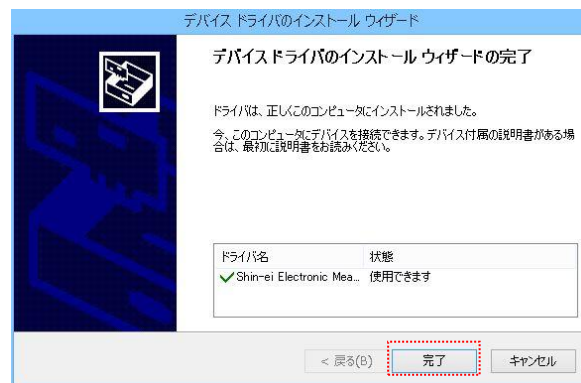 デバイス ドライバのインストール ウィザード
デバイス ドライバのインストール ウィザードの完了
ドライバは、正しくこのコンピュータにインストールされました。
今、このコンピュータにデバイスを接続できます。デバイス付属の説明書がある場
合は、最初に説明書をお読みください。
ドライバ名 状態
Shin-ei Electronic Mea... 使用できます
< 戻る(B) 完了 キャンセル